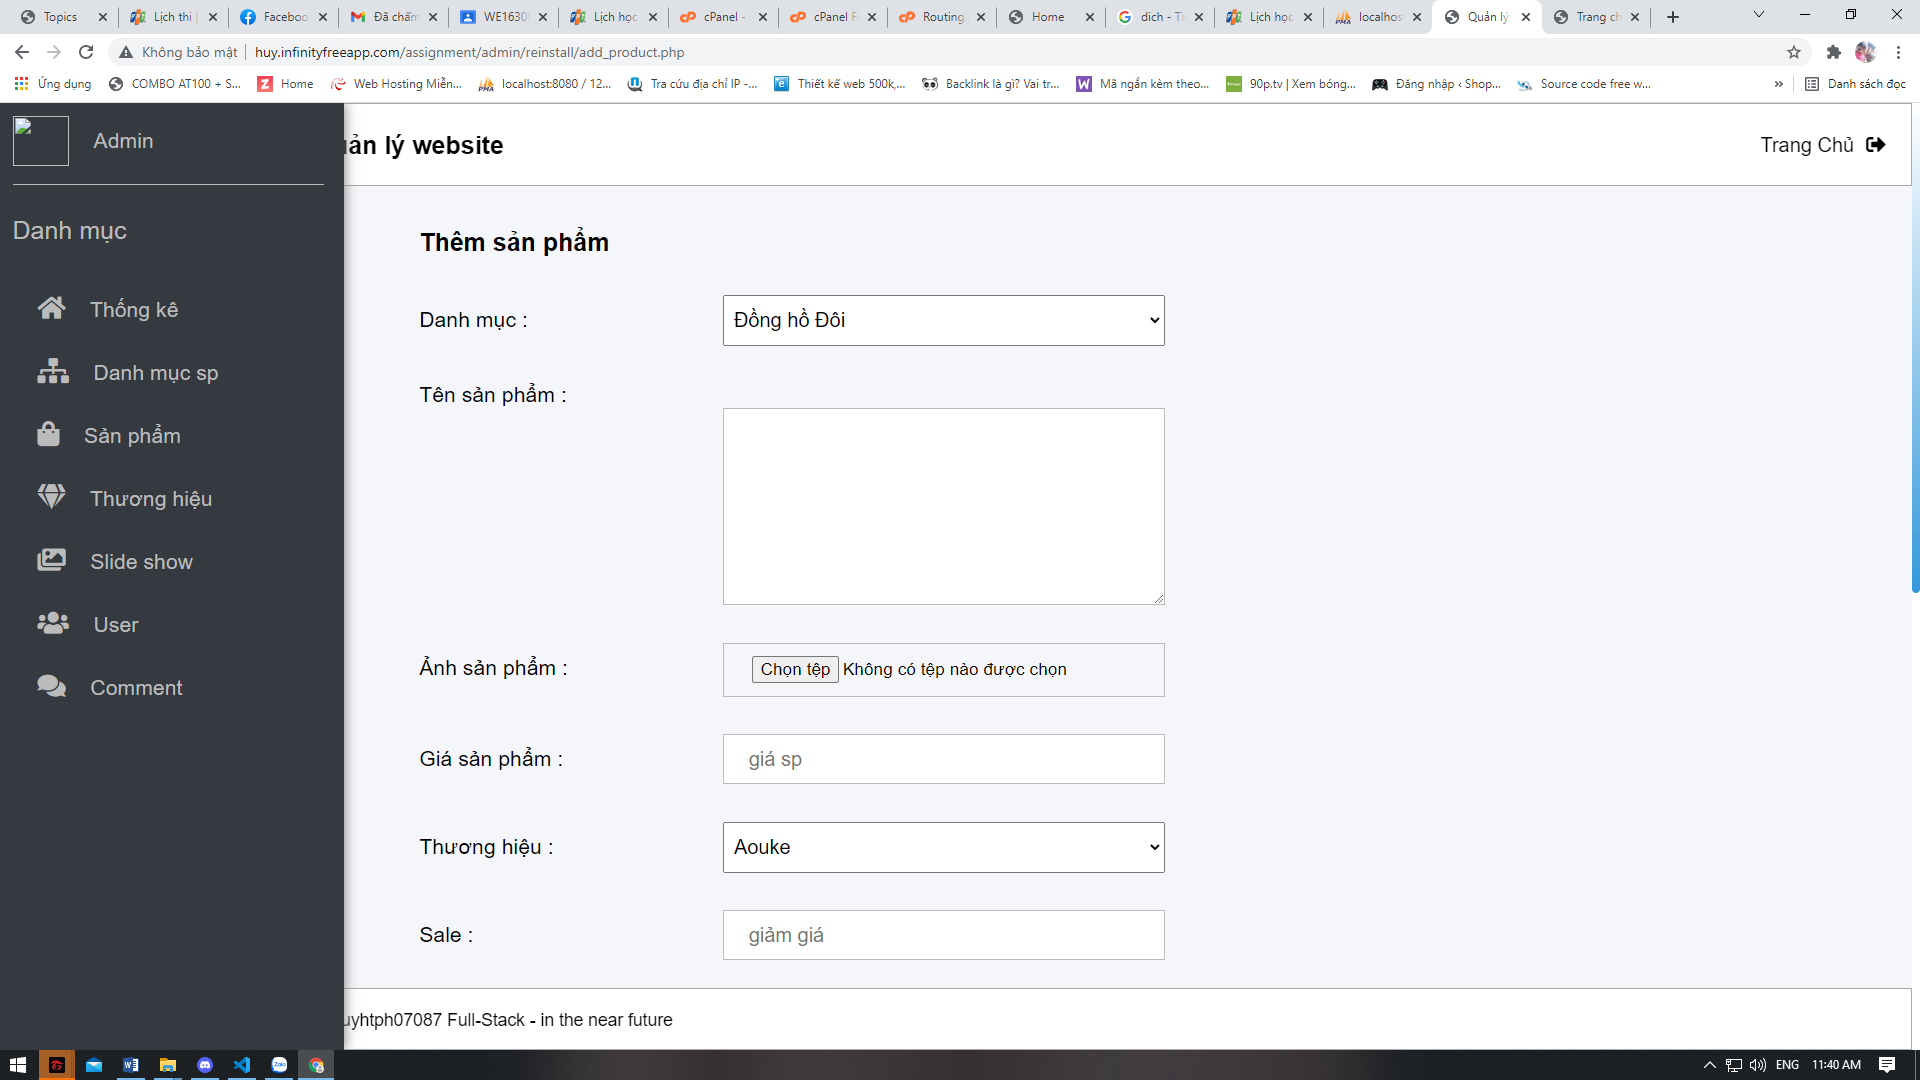 Topics
Lịch thi |
Facebook
Đã chấm
WE1630
Lịch học
cPanel -
cPanel F
Routing.
Home
dich - Tì
Lịch học
localhos
Quản lý
Trang ch
Không bảo mật
huy.infinityfreeapp.com/assignment/admin/reinstall/add_product.php
Ứng dụng
COMBO AT100 + S...
Home
Web Hosting Miễn...
localhost:8080 / 12...
Tra cứu địa chỉ IP -...
Thiết kế web 500k,...
Backlink là gì? Vai tr...
Mã ngắn kèm theo...
90p.tv | Xem bóng...
Đăng nhập ‹ Shop...
Source code free w...
»
Danh sách đọc
Admin
uản lý website
Trang Chủ
Danh mục
Thống kê
Danh mục sp
Sản phẩm
Thương hiệu
Slide show
User
Comment
Thêm sản phẩm
Danh mục :
Đồng hồ Đôi
Tên sản phẩm :
Ảnh sản phẩm :
Chọn tệp Không có tệp nào được chọn
Giá sản phẩm :
giá sp
Thương hiệu :
Aouke
Sale :
giảm giá
uyhtph07087 Full-Stack - in the near future
ENG
11:40 AM